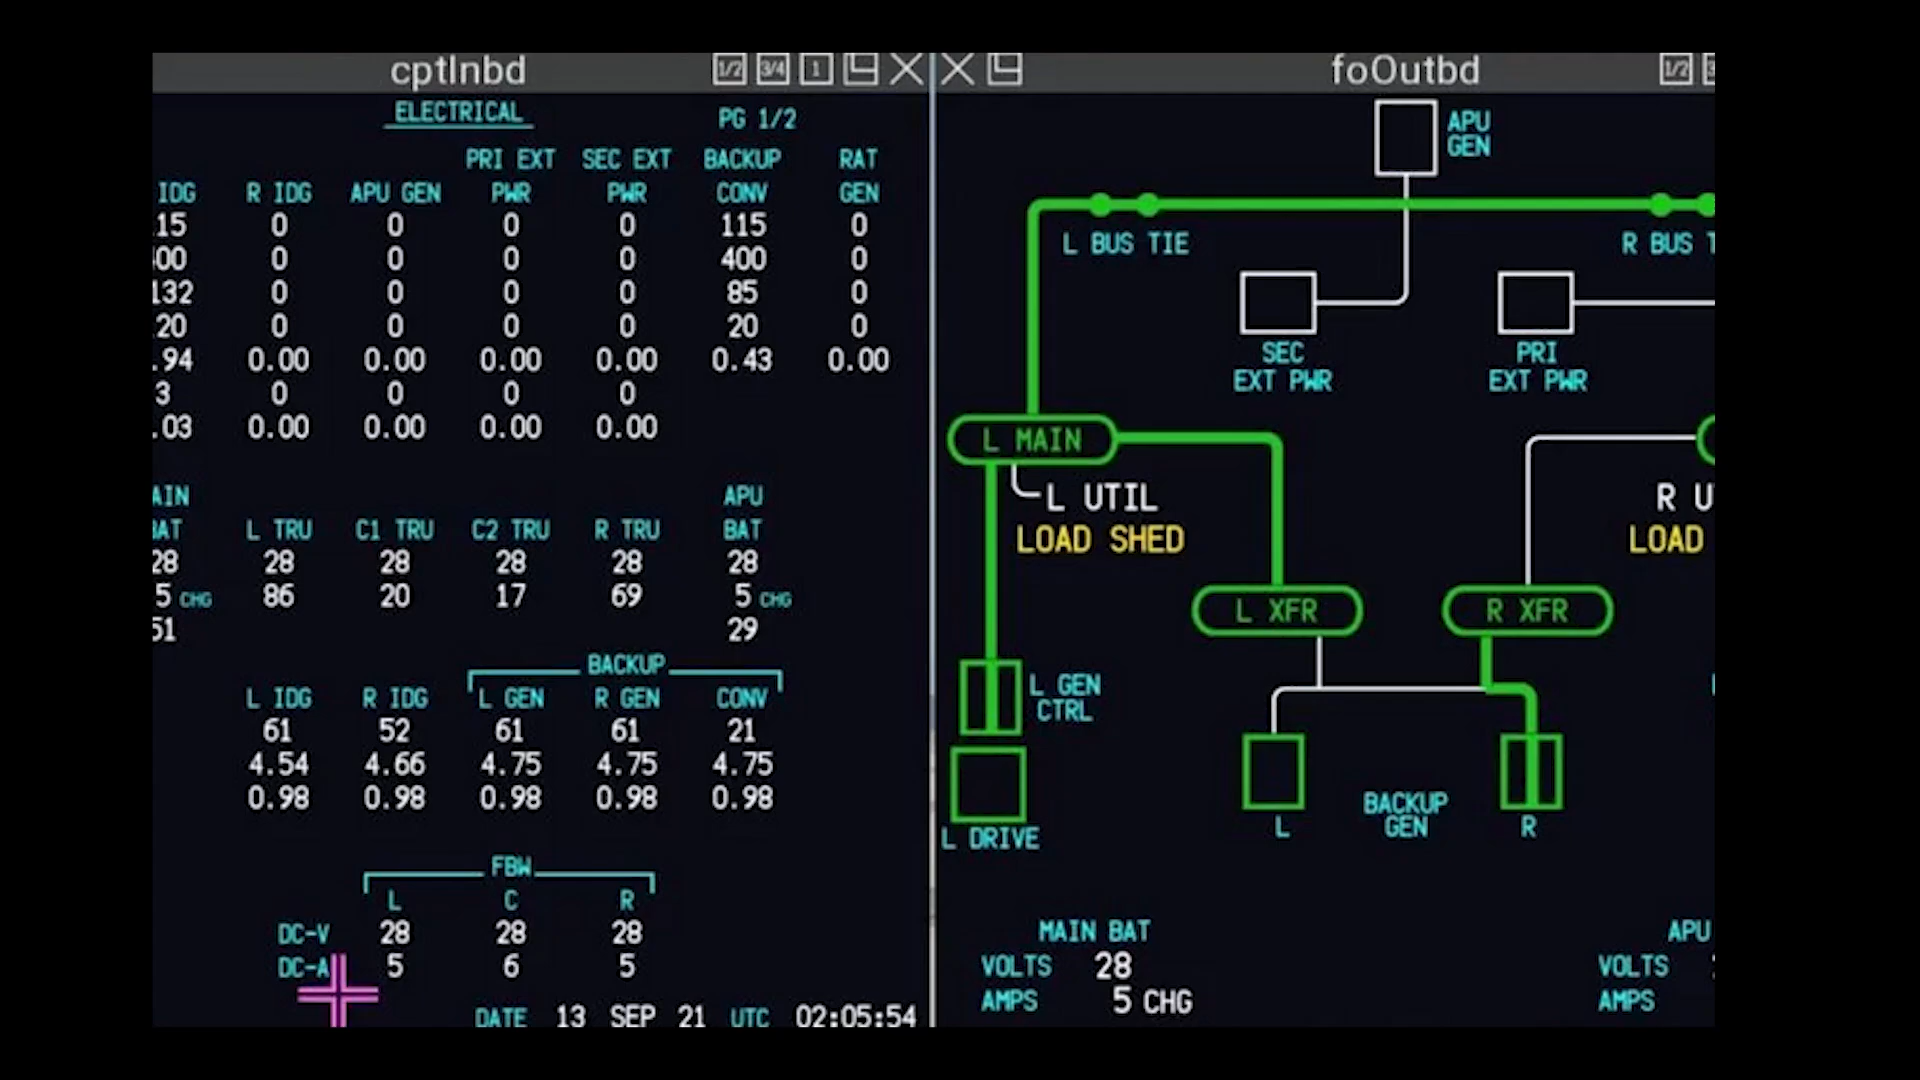 cptInbd 1/2 3/4 1
ELECTRICAL PG 1/2
PRI EXT SEC EXT BACKUP RAT
IDG R IDG APU GEN PWR PWR CONV GEN
15 0 0 0 0 115 0
00 0 0 0 0 400 0
132 0 0 0 0 85 0
20 0 0 0 0 20 0
.94 0.00 0.00 0.00 0.00 0.43 0.00
3 0 0 0 0
.03 0.00 0.00 0.00 0.00
AIN APU
BAT L TRU C1 TRU C2 TRU R TRU BAT
28 28 28 28 28 28
5 CHG 86 20 17 69 5 CHG
51 29
BACKUP
L IDG R IDG L GEN R GEN CONV
61 52 61 61 21
4.54 4.66 4.75 4.75 4.75
0.98 0.98 0.98 0.98 0.98
FBW
L C R
DC-V 28 28 28
DC-A 5 6 5
DATE 13 SEP 21 UTC 02:05:54
foOutbd 1/2
APU
GEN
L BUS TIE R BUS
SEC PRI
EXT PWR EXT PWR
L MAIN
L UTIL R U
LOAD SHED LOAD
L XFR R XFR
L GEN
CTRL
BACKUP
GEN
L R
L DRIVE
MAIN BAT APU
VOLTS 28 VOLTS
AMPS 5 CHG AMPS